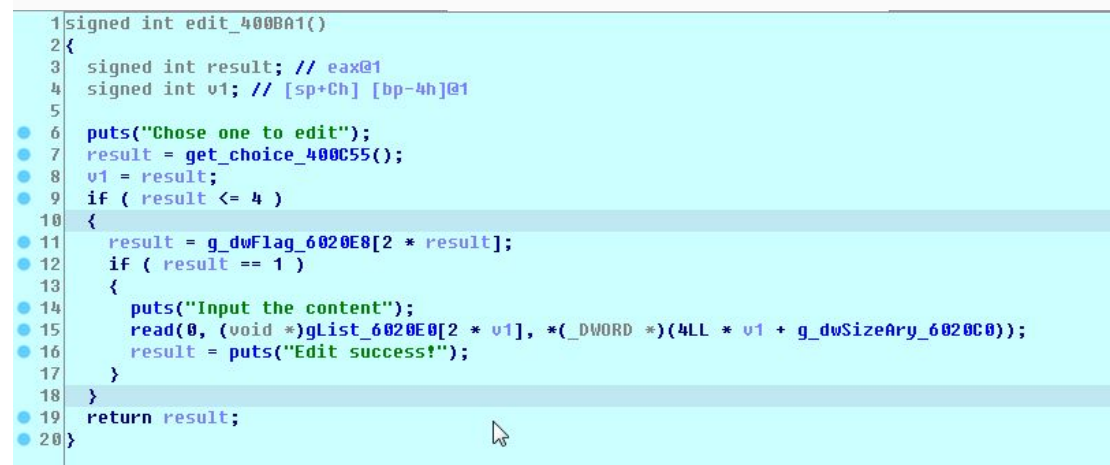 1 signed int edit_400BA1()
2 {
3 signed int result; // eax@1
4 signed int v1; // [sp+Ch] [bp-4h]@1
5
6 puts("Chose one to edit");
7 result = get_choice_400C55();
8 v1 = result;
9 if ( result <= 4 )
10 {
11 result = g_dwFlag_6020E8[2 * result];
12 if ( result == 1 )
13 {
14 puts("Input the content");
15 read(0, (void *)gList_6020E0[2 * v1], *(_DWORD *)(4LL * v1 + g_dwSizeAry_6020C0));
16 result = puts("Edit success!");
17 }
18 }
19 return result;
20 }